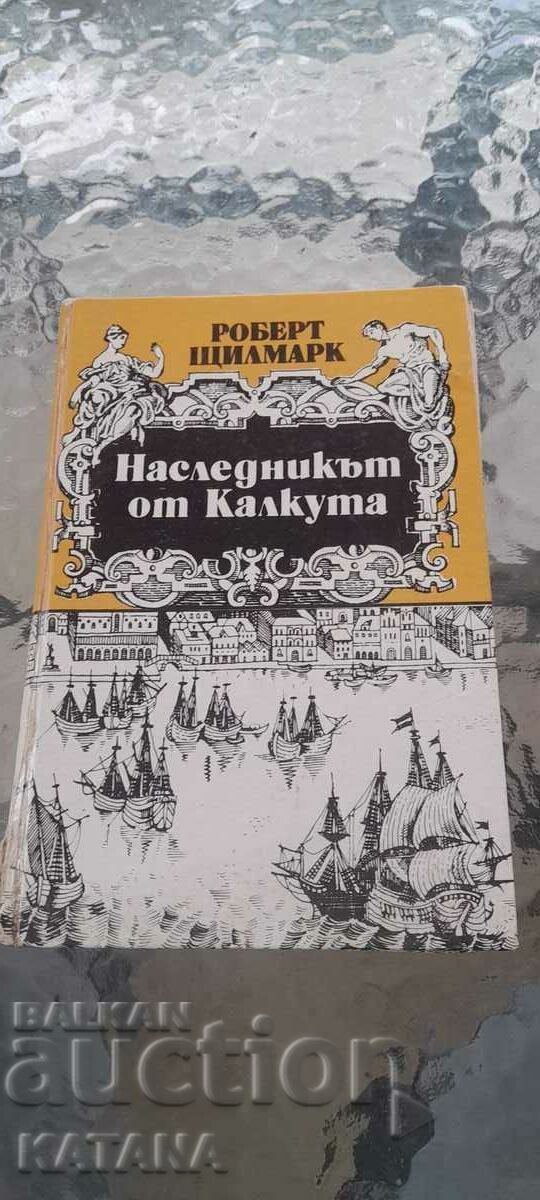 РОБЕРТ
ЩИЛМАРК
Наследникът
от Калкута
BALKAN
auction
KATANA